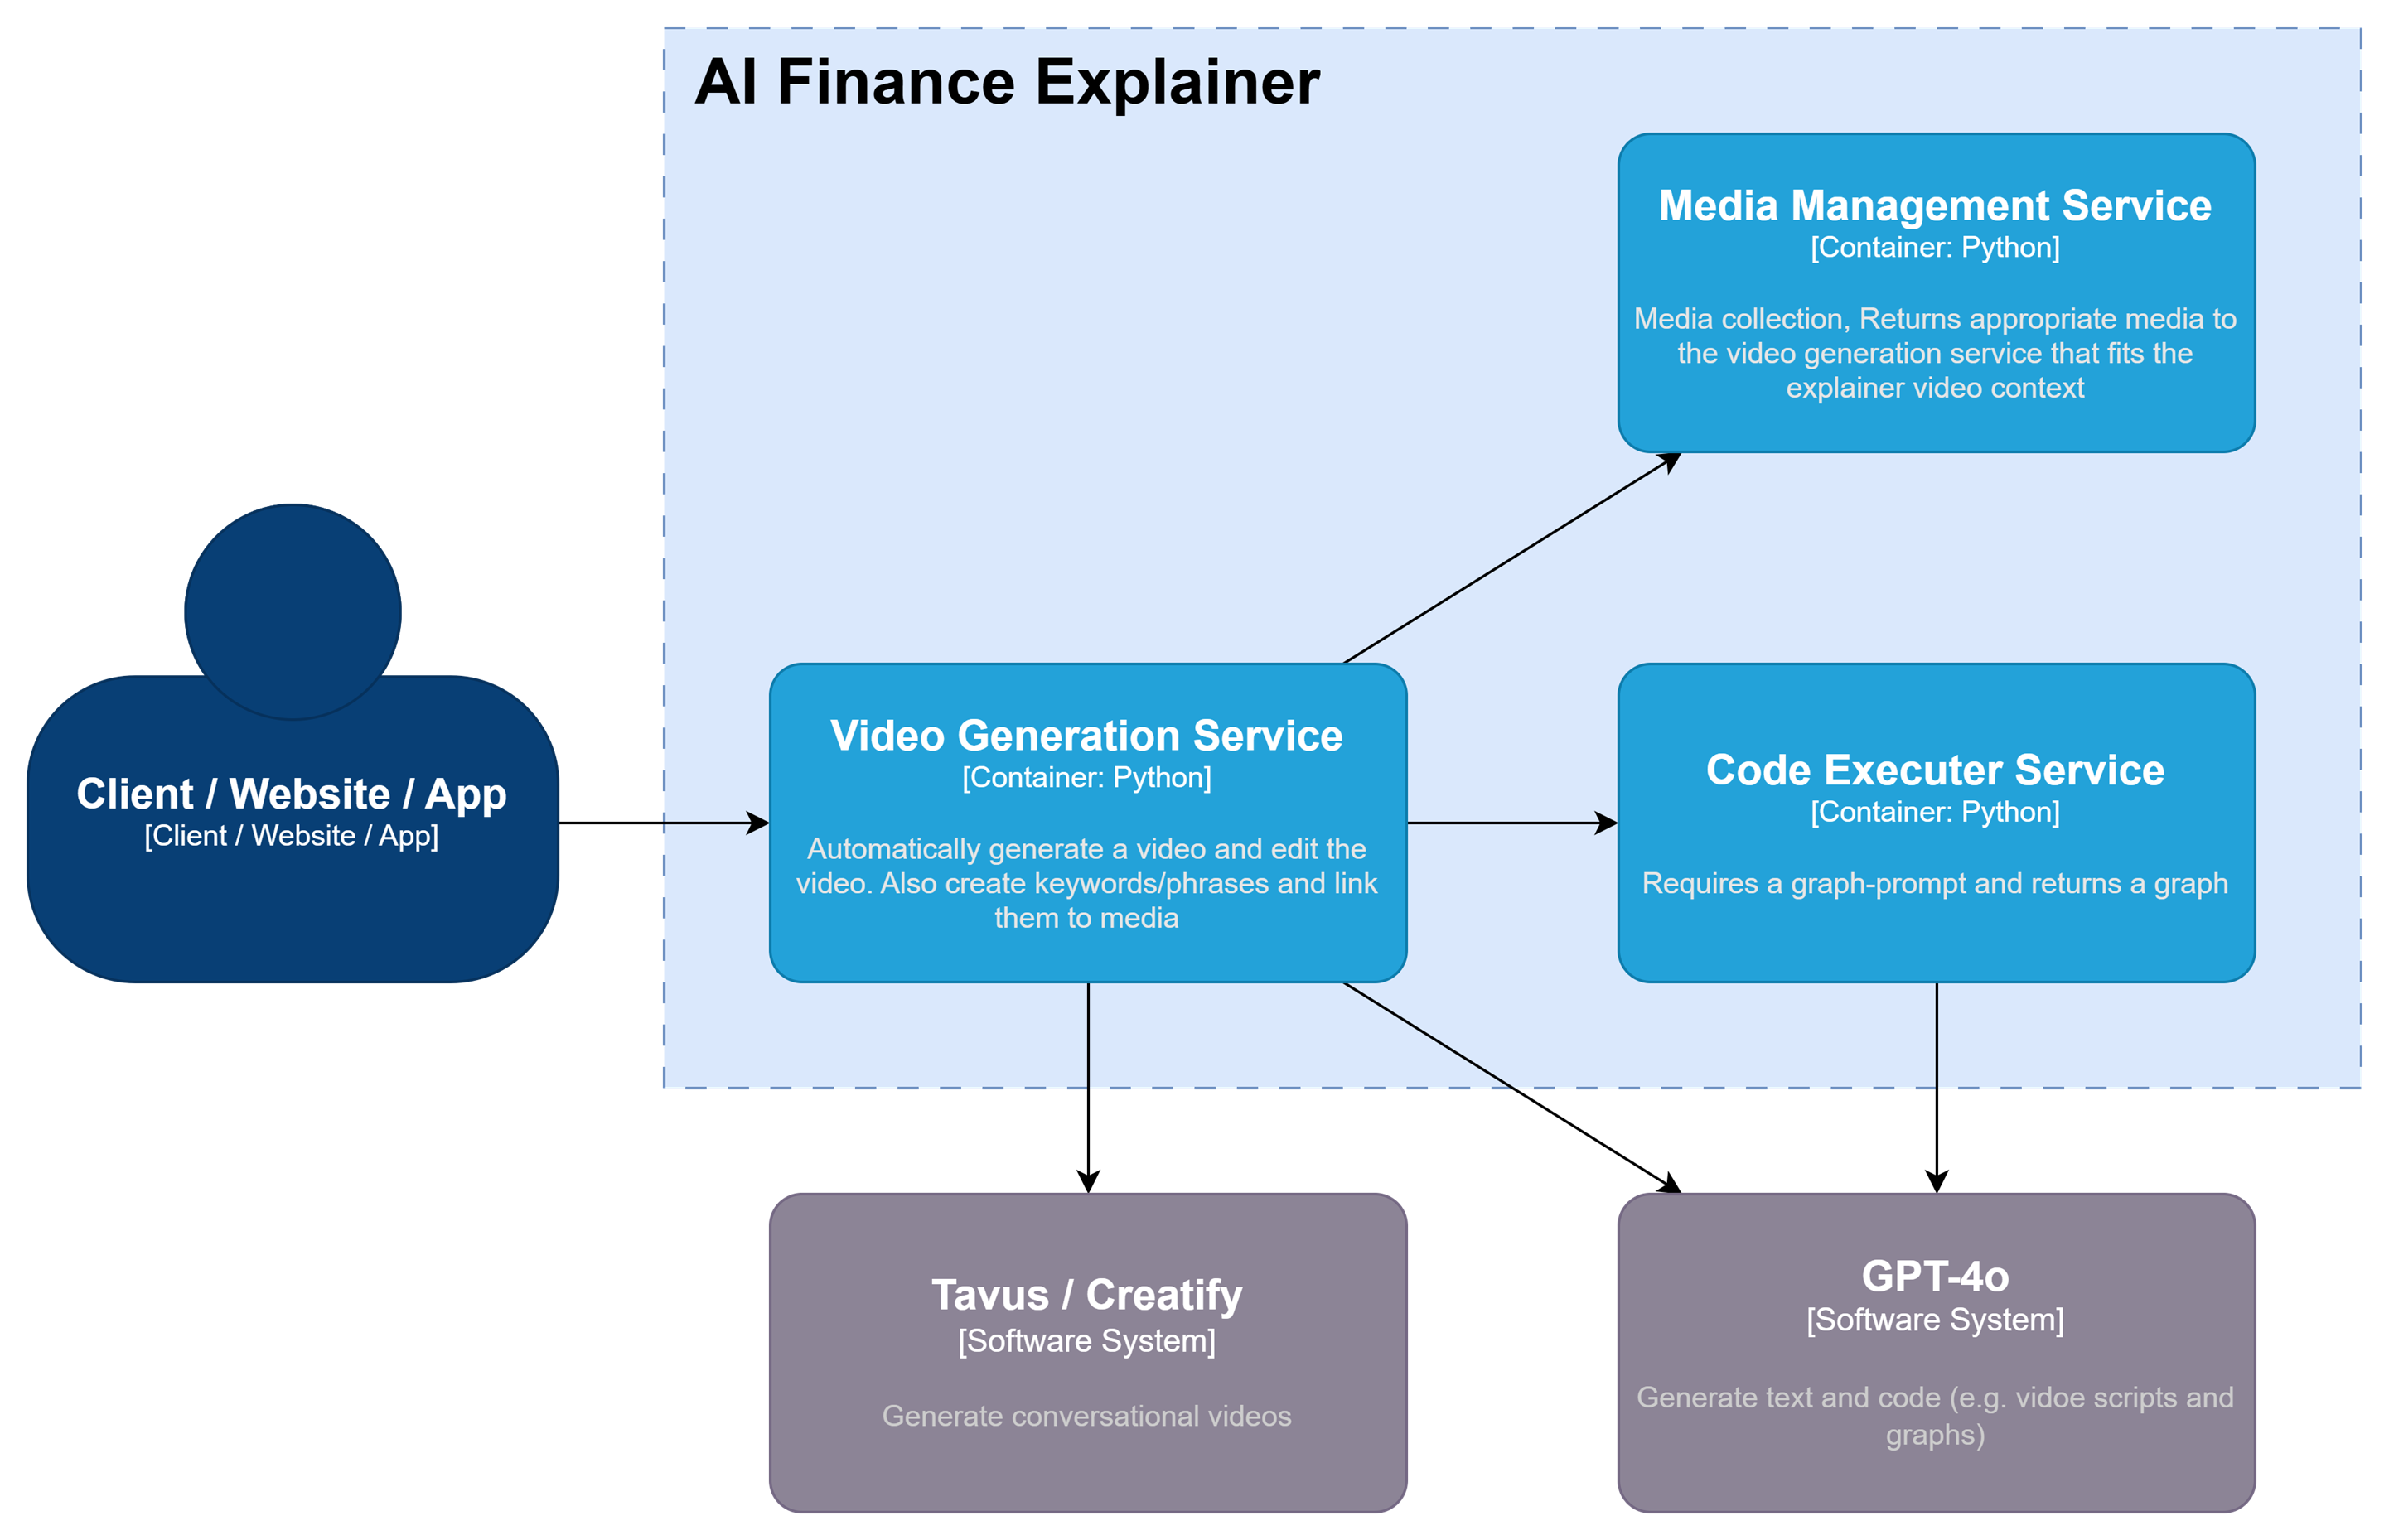 AI Finance Explainer
Media Management Service
[Container: Python]
Media collection, Returns appropriate media to
the video generation service that fits the
explainer video context
Client / Website / App
[Client / Website / App]
Video Generation Service
[Container: Python]
Automatically generate a video and edit the
video. Also create keywords/phrases and link
them to media
Code Executer Service
[Container: Python]
Requires a graph-prompt and returns a graph
Tavus / Creatify
[Software System]
Generate conversational videos
GPT-4o
[Software System]
Generate text and code (e.g. vidoe scripts and
graphs)